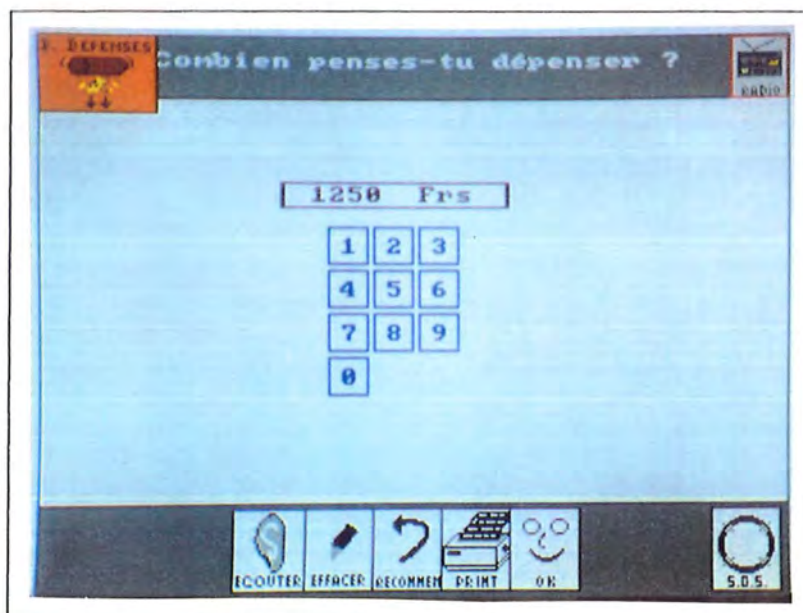 F. DEPENSES
Combien penses-tu dépenser ?
RADIO
1250 Frs
1 2 3
4 5 6
7 8 9
0
ECOUTER EFFACER RECOMMEN PRINT OK S.O.S.